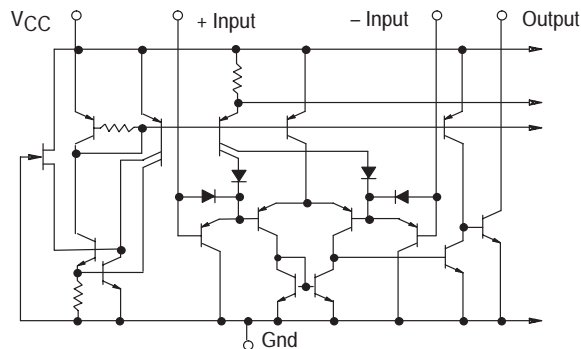 VCC + Input – Input Output
Gnd